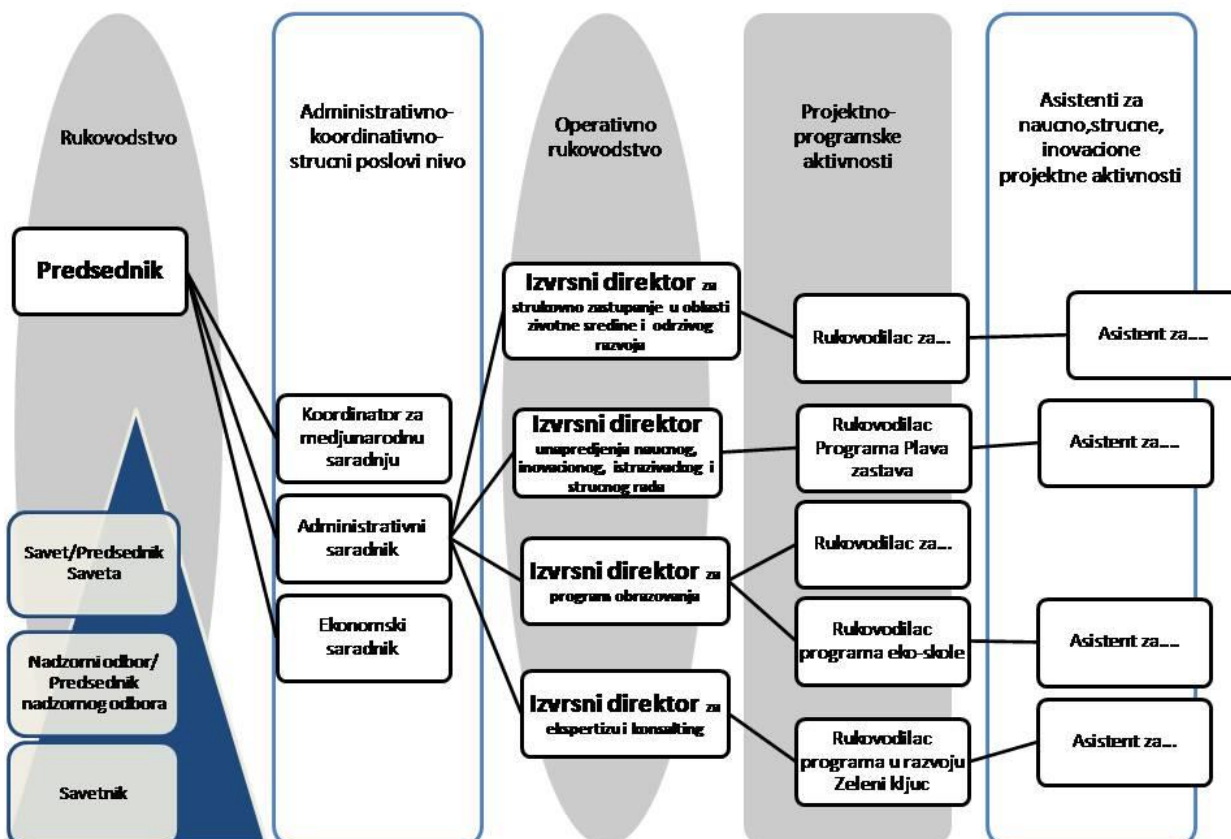 Rukovodstvo
Administrativno-
koordinativno-
strucni poslovi nivo
Operativno
rukovodstvo
Projektno-
programske
aktivnosti
Asistenti za
naucno,strucne,
inovacione
projektne aktivnosti
Predsednik
Savet/Predsednik
Saveta
Nadzorni odbor/
Predsednik
nadzornog odbora
Savetnik
Koordinator za
medjunarodnu
saradnju
Administrativni
saradnik
Ekonomski
saradnik
Izvrsni direktor za
strukovno zastupanje u oblasti
zivotne sredine i odrzivog
razvoja
Izvrsni direktor
unapredjenja naucnog,
inovacionog, istrazivackog i
strucnog rada
Izvrsni direktor za
program obrazovanja
Izvrsni direktor za
ekspertizu i konsalting
Rukovodilac za...
Rukovodilac
Programa Plava
zastava
Rukovodilac za...
Rukovodilac
programa eko-skole
Rukovodilac
programa u razvoju
Zeleni kljuc
Asistent za....
Asistent za...
Asistent za....
Asistent za...